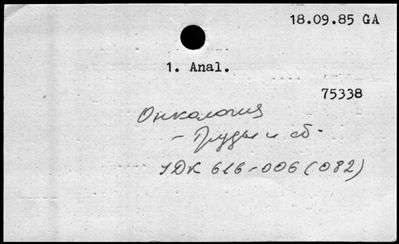 18.09.85 GA
1. Anal.
75338
Онкология
- Труды и сб.
УДК 616-006 (082)